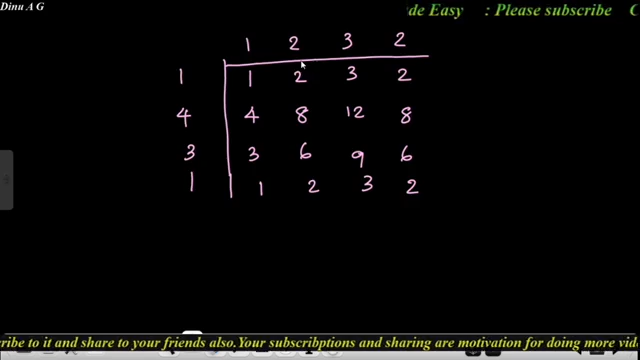 Dinu A G
de Easy : Please subscribe
1 2 3 2
1 1 2 3 2
4 4 8 12 8
3 3 6 9 6
1 1 2 3 2
ribe to it and share to your friends also.Your subscribptions and sharing are motivation for doing more vid